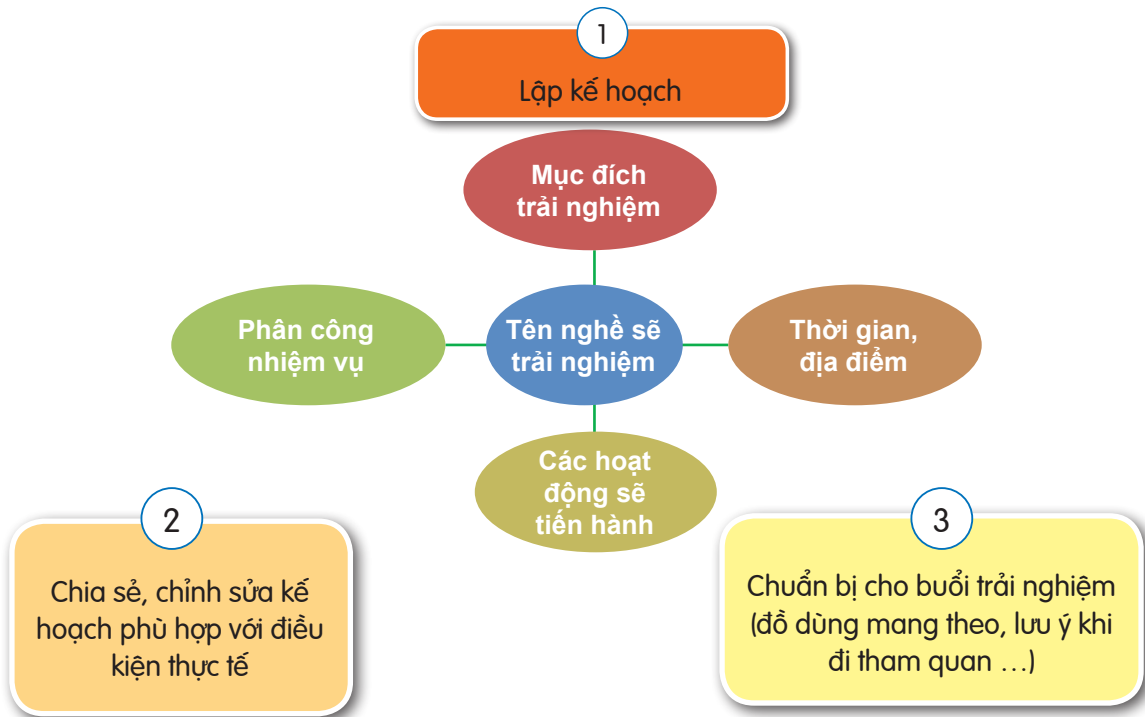 1
Lập kế hoạch
Mục đích
trải nghiệm
Phân công
nhiệm vụ
Tên nghề sẽ
trải nghiệm
Thời gian,
địa điểm
Các hoạt
động sẽ
tiến hành
2
Chia sẻ, chỉnh sửa kế
hoạch phù hợp với điều
kiện thực tế
3
Chuẩn bị cho buổi trải nghiệm
(đồ dùng mang theo, lưu ý khi
đi tham quan ...)